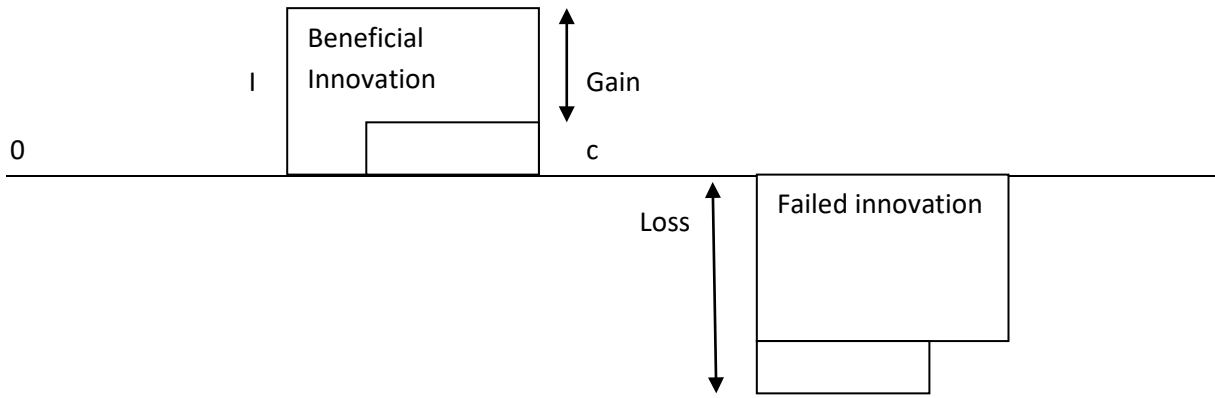 Beneficial
Innovation
I
Gain
0
c
Loss
Failed innovation